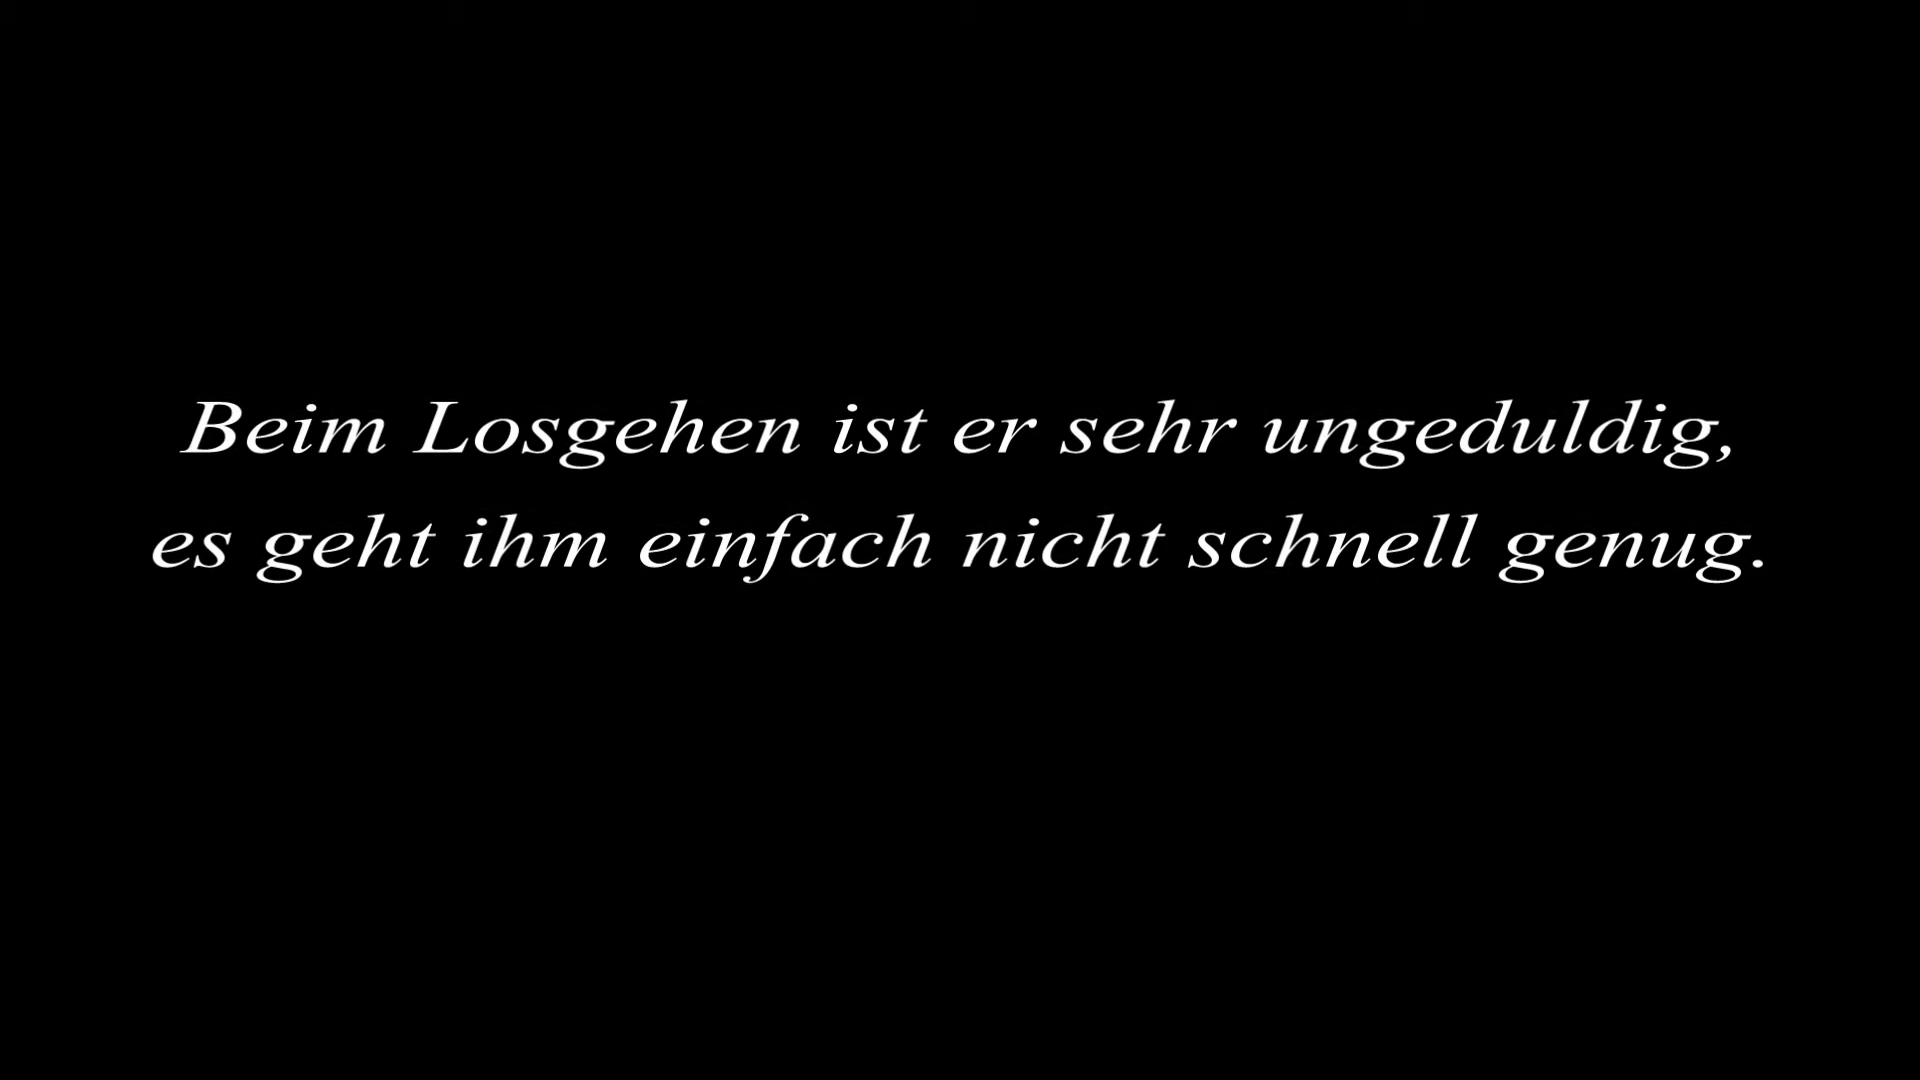 Beim Losgehen ist er sehr ungeduldig,
es geht ihm einfach nicht schnell genug.